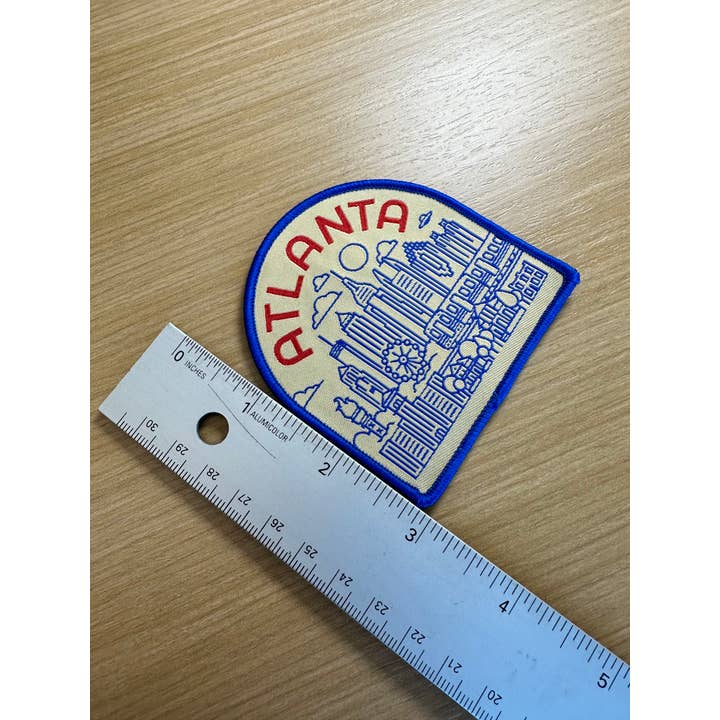 ATLANTA
0 1 2 3 4 5
INCHES
ALUMICOLOR
30 29 28 27 26 25 24 23 22 21 20